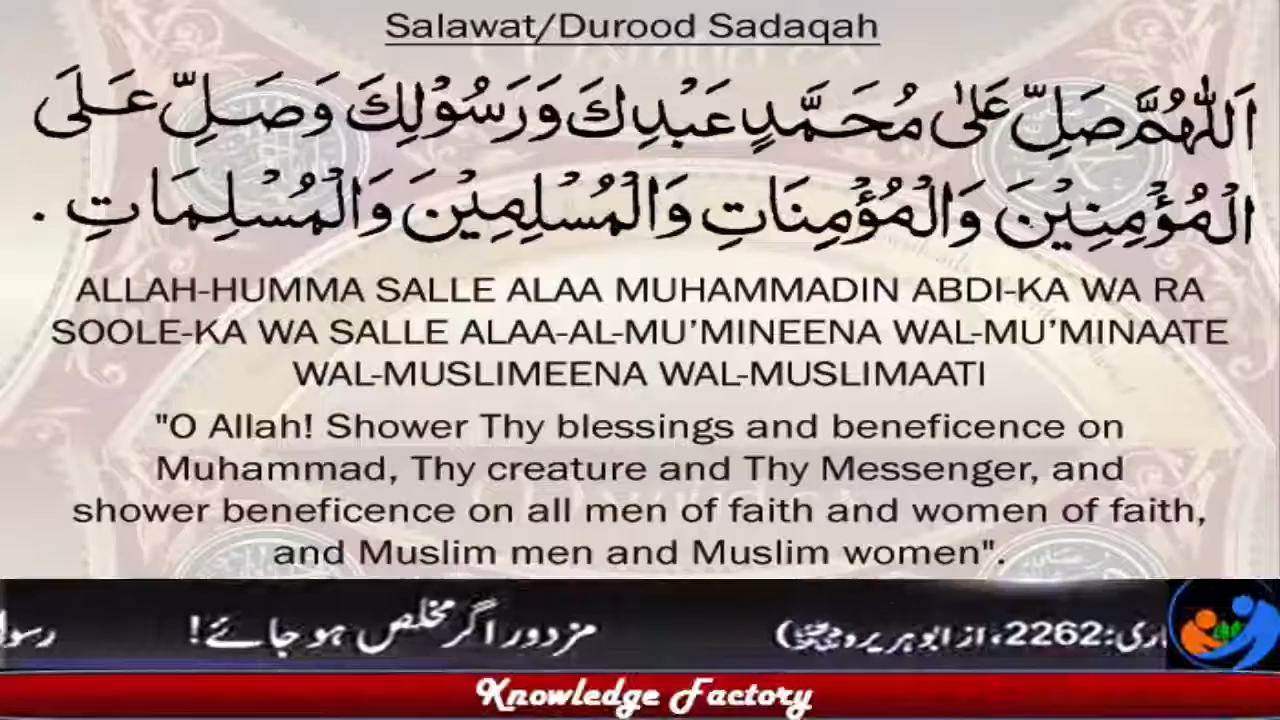 Salawat/Durood Sadaqah
اَللّٰهُمَّ صَلِّ عَلٰى مُحَمَّدٍ عَبْدِكَ وَرَسُوْلِكَ وَصَلِّ عَلَى
الْمُؤْمِنِيْنَ وَالْمُؤْمِنَاتِ وَالْمُسْلِمِيْنَ وَالْمُسْلِمَاتِ .
ALLAH-HUMMA SALLE ALAA MUHAMMADIN ABDI-KA WA RA
SOOLE-KA WA SALLE ALAA-AL-MU’MINEENA WAL-MU’MINAATE
WAL-MUSLIMEENA WAL-MUSLIMAATI
"O Allah! Shower Thy blessings and beneficence on
Muhammad, Thy creature and Thy Messenger, and
shower beneficence on all men of faith and women of faith,
and Muslim men and Muslim women".
اری:2262، از ابو ہریرہ) مزدور اگر مخلص ہو جائے!
Knowledge Factory